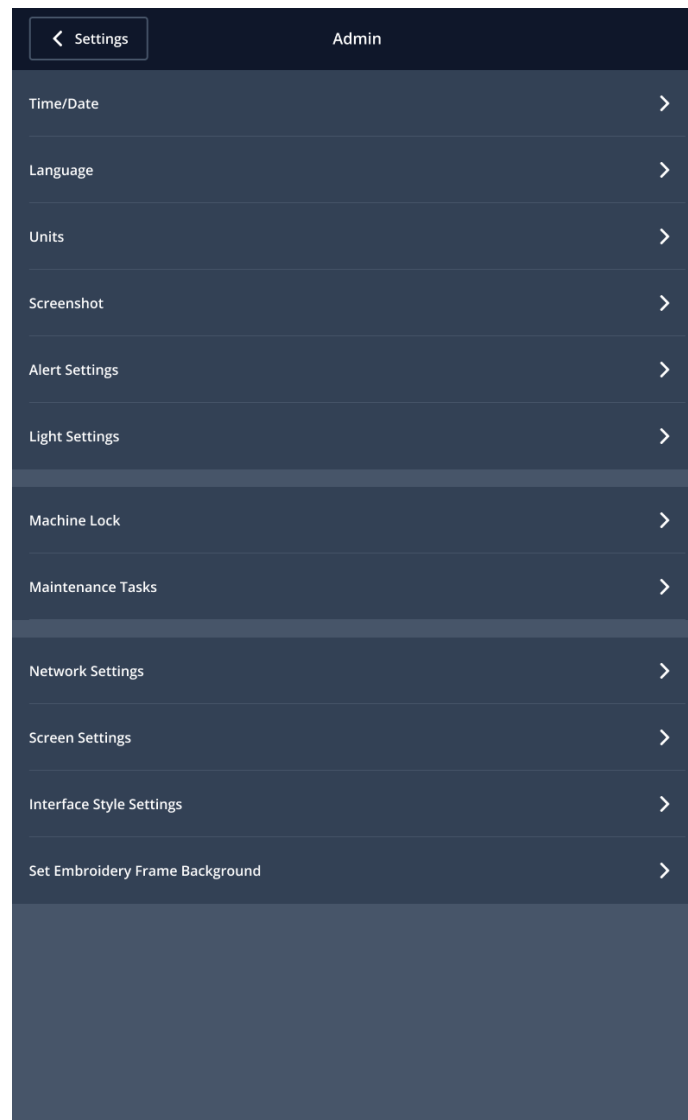 Settings
Admin
Time/Date
Language
Units
Screenshot
Alert Settings
Light Settings
Machine Lock
Maintenance Tasks
Network Settings
Screen Settings
Interface Style Settings
Set Embroidery Frame Background